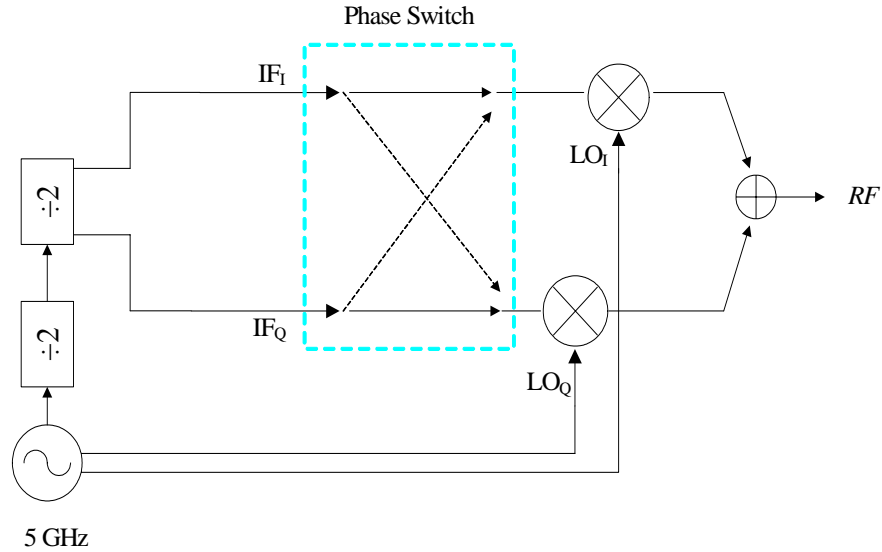 Phase Switch
IF_I
LO_I
÷2
RF
IF_Q
÷2
LO_Q
5 GHz